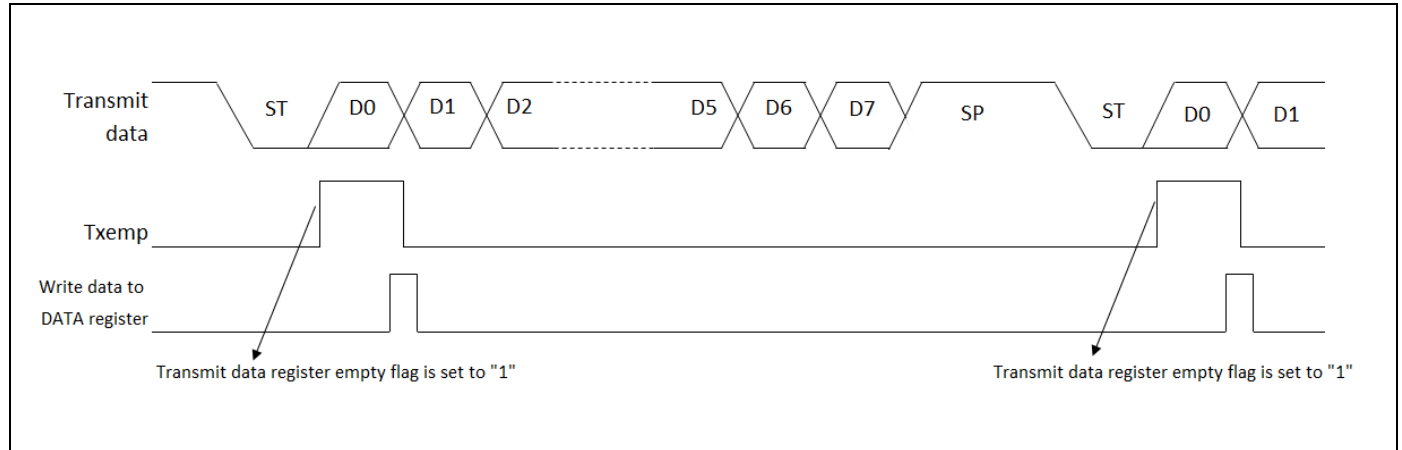 Transmit
data
ST D0 D1 D2 D5 D6 D7 SP ST D0 D1
Txemp
Write data to
DATA register
Transmit data register empty flag is set to "1" Transmit data register empty flag is set to "1"